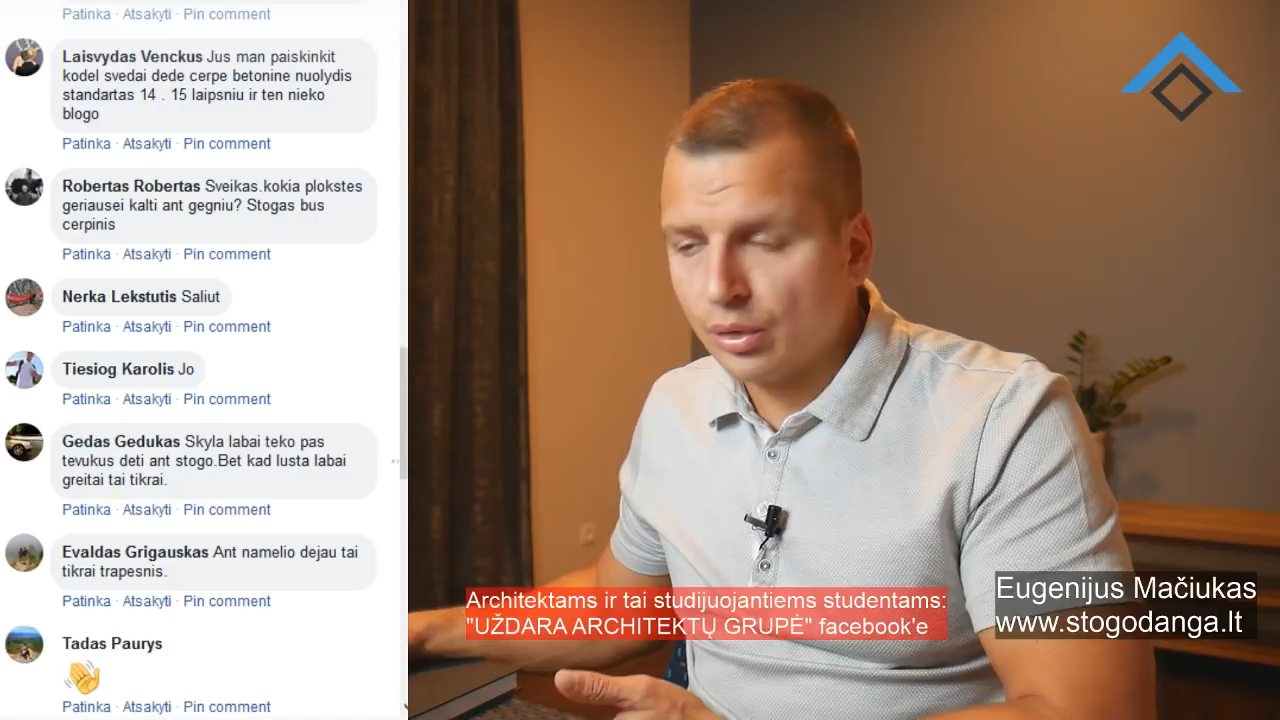 Patinka · Atsakyti · Pin comment
Laisvydas Venckus Jus man paiskinkit
kodel svedai dede cerpe betonine nuolydis
standartas 14 . 15 laipsniu ir ten nieko
blogo
Patinka · Atsakyti · Pin comment
Robertas Robertas Sveikas.kokia plokstes
geriausei kalti ant gegniu? Stogas bus
cerpinis
Patinka · Atsakyti · Pin comment
Nerka Lekstutis Saliut
Patinka · Atsakyti · Pin comment
Tiesiog Karolis Jo
Patinka · Atsakyti · Pin comment
Gedas Gedukas Skyla labai teko pas
tevukus deti ant stogo.Bet kad lusta labai
greitai tai tikrai.
Patinka · Atsakyti · Pin comment
Evaldas Grigauskas Ant namelio dejau tai
tikrai trapesnis.
Patinka · Atsakyti · Pin comment
Tadas Paurys
👋
Patinka · Atsakyti · Pin comment
Architektams ir tai studijuojantiems studentams:
"UŽDARA ARCHITEKTŲ GRUPĖ" facebook'e
Eugenijus Mačiukas
www.stogodanga.lt